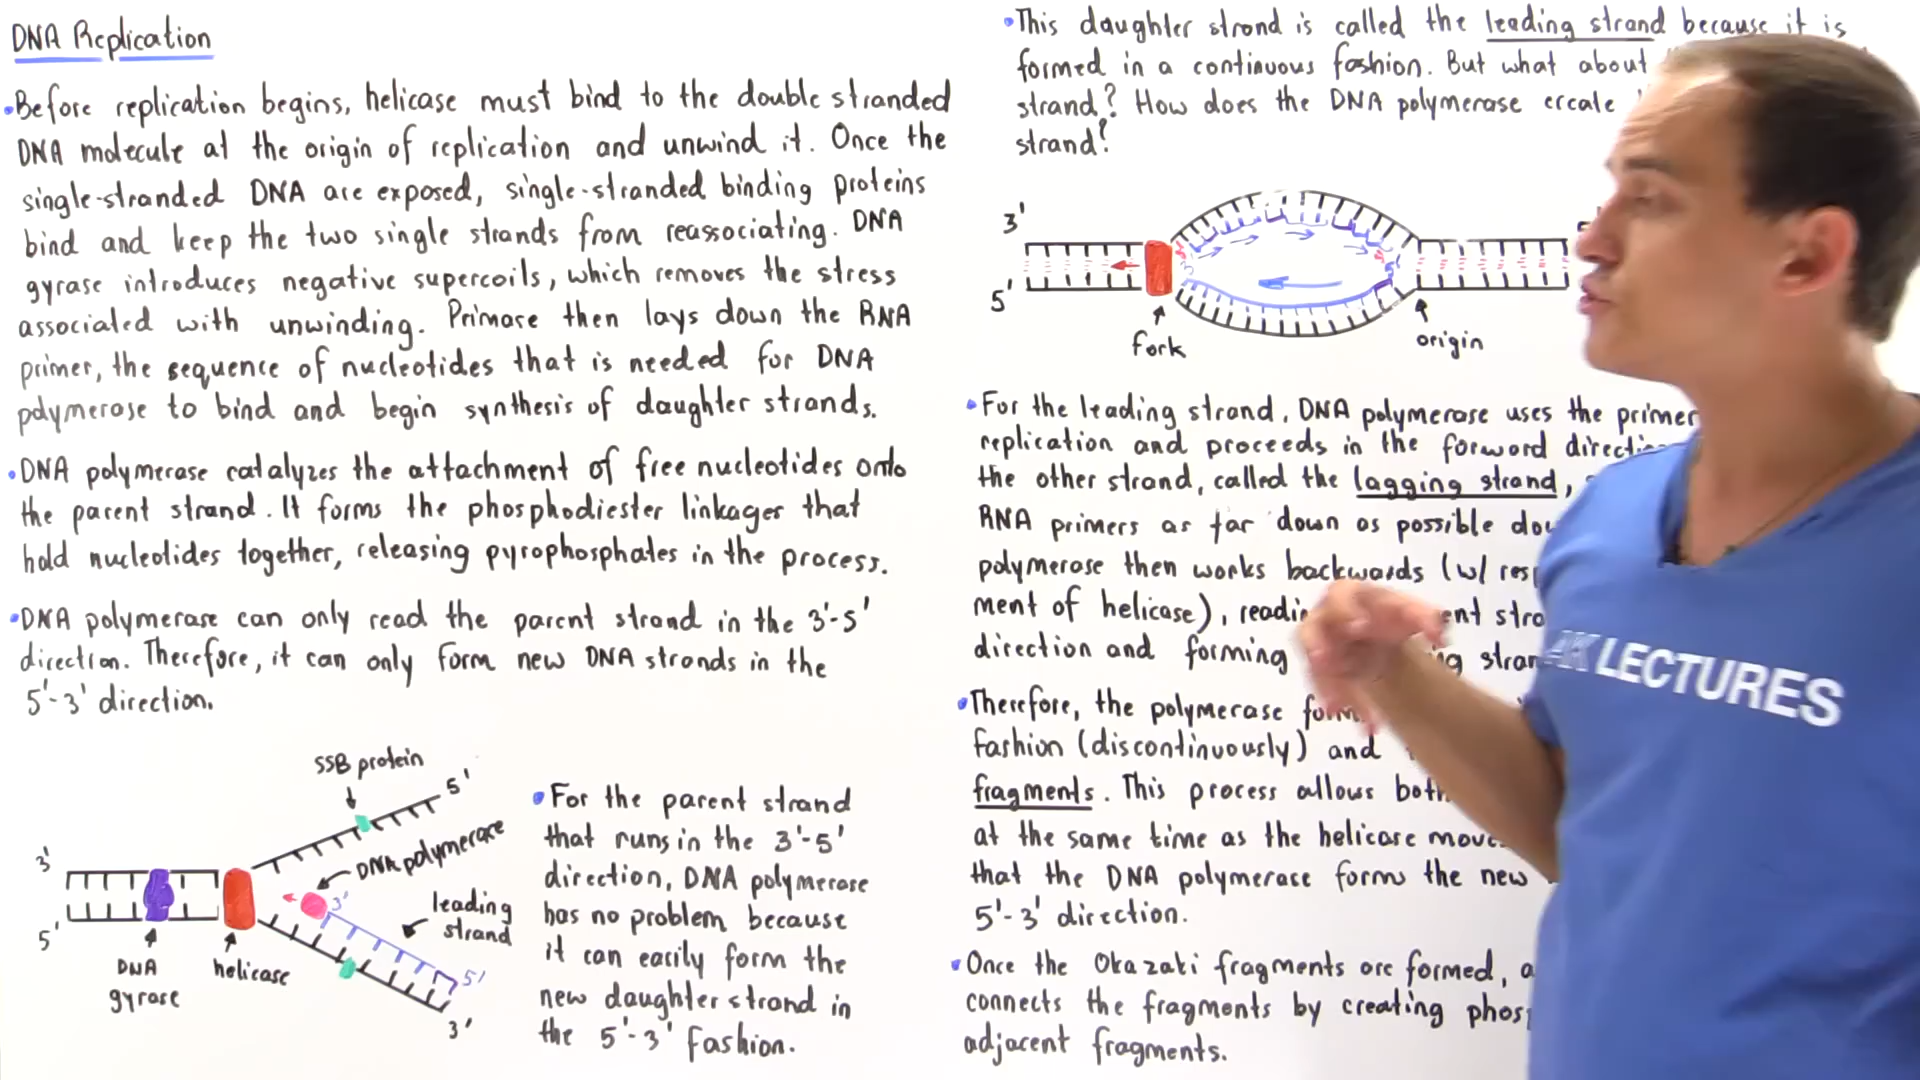 DNA Replication
•Before replication begins, helicase must bind to the double stranded
DNA molecule at the origin of replication and unwind it. Once the
single-stranded DNA are exposed, single-stranded binding proteins
bind and keep the two single strands from reassociating. DNA
gyrase introduces negative supercoils, which removes the stress
associated with unwinding. Primase then lays down the RNA
primer, the sequence of nucleotides that is needed for DNA
polymerase to bind and begin synthesis of daughter strands.
•DNA polymerase catalyzes the attachment of free nucleotides onto
the parent strand. It forms the phosphodiester linkages that
hold nucleotides together, releasing pyrophosphates in the process.
•DNA polymerase can only read the parent strand in the 3'-5'
direction. Therefore, it can only form new DNA strands in the
5'-3' direction.
SSB protein
5'
DNA polymerase
3'
3'
leading
strand
5'
5'
DNA
gyrase
helicase
3'
•For the parent strand
that runs in the 3'-5'
direction, DNA polymerase
has no problem because
it can easily form the
new daughter strand in
the 5'-3' fashion.
•This daughter strand is called the leading strand because it is
formed in a continuous fashion. But what about
strand? How does the DNA polymerase create
strand?
3'
5'
fork
origin
•For the leading strand, DNA polymerase uses the primer
replication and proceeds in the forward
the other strand, called the lagging strand,
RNA primers as far down as possible
polymerase then works backwards (w/
ment of helicase),
direction and forming
•Therefore, the polymerase
fashion (discontinuously) and
fragments. This process allows
at the same time as the helicase
that the DNA polymerase forms the new
5'-3' direction.
•Once the Okazaki fragments are formed, a
connects the fragments by creating
adjacent fragments.
AK LECTURES